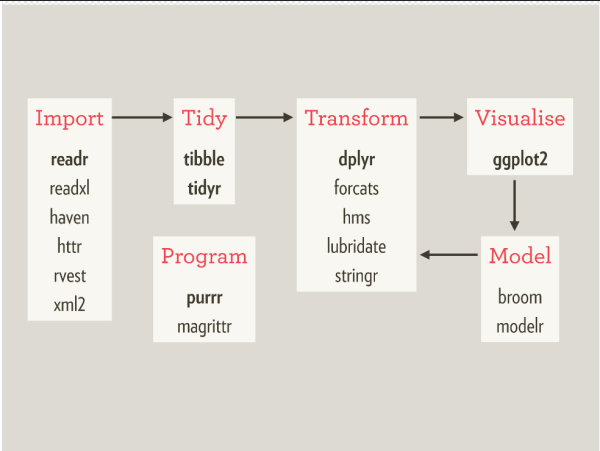 Import
readr
readxl
haven
httr
rvest
xml2
Tidy
tibble
tidyr
Program
purrr
magrittr
Transform
dplyr
forcats
hms
lubridate
stringr
Visualise
ggplot2
Model
broom
modelr